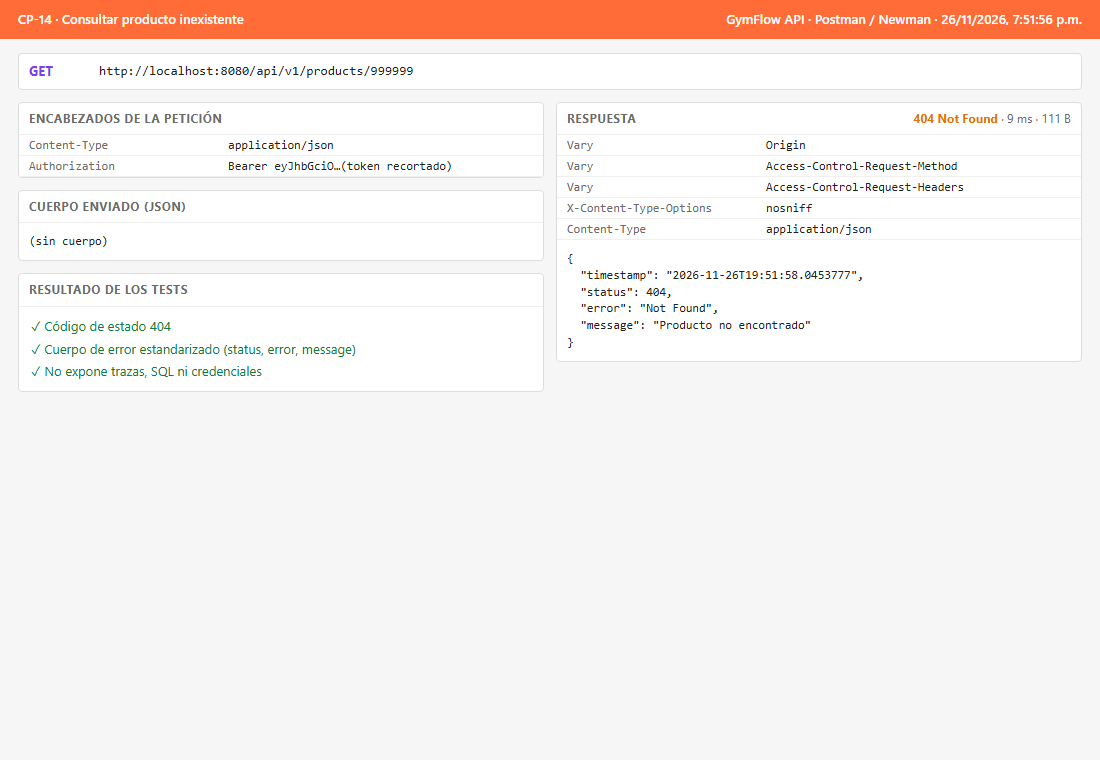 CP-14 · Consultar producto inexistente
GymFlow API · Postman / Newman · 26/11/2026, 7:51:56 p.m.
GET http://localhost:8080/api/v1/products/999999
ENCABEZADOS DE LA PETICIÓN
Content-Type application/json
Authorization Bearer eyJhbGciO…(token recortado)
CUERPO ENVIADO (JSON)
(sin cuerpo)
RESULTADO DE LOS TESTS
✓ Código de estado 404
✓ Cuerpo de error estandarizado (status, error, message)
✓ No expone trazas, SQL ni credenciales
RESPUESTA 404 Not Found · 9 ms · 111 B
Vary Origin
Vary Access-Control-Request-Method
Vary Access-Control-Request-Headers
X-Content-Type-Options nosniff
Content-Type application/json
{
"timestamp": "2026-11-26T19:51:58.0453777",
"status": 404,
"error": "Not Found",
"message": "Producto no encontrado"
}